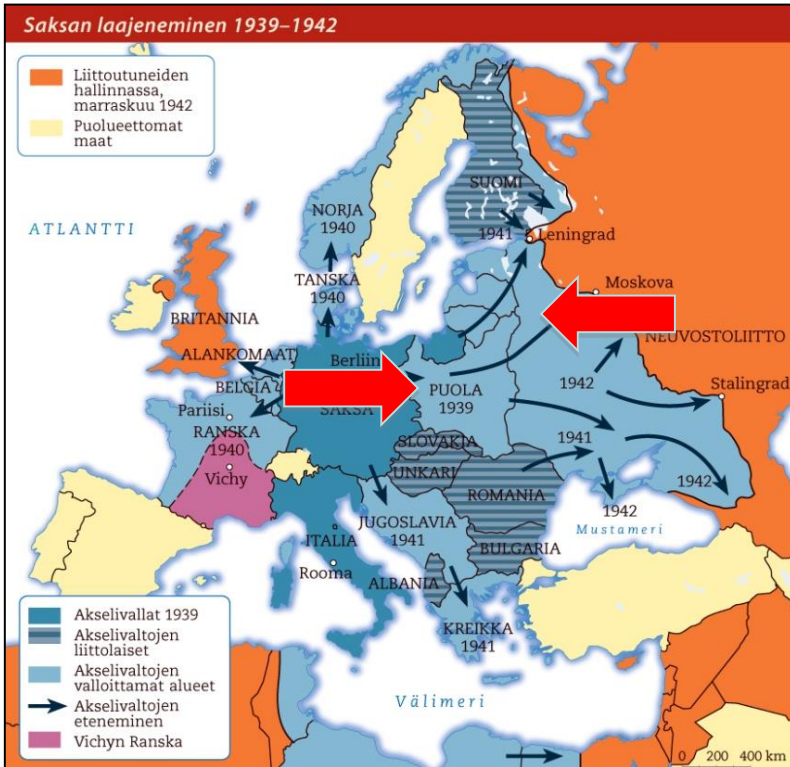 Saksan laajeneminen 1939–1942
Liittoutuneiden
hallinnassa,
marraskuu 1942
Puolueettomat
maat
ATLANTTI
NORJA
1940
SUOMI
1941
Leningrad
TANSKA
1940
Moskova
BRITANNIA
NEUVOSTOLIITTO
ALANKOMAAT
Berliin
BELGIA
PUOLA
1939
1942
Stalingrad
Pariisi
SAKSA
RANSKA
1940
SLOVAKIA
1941
Vichy
UNKARI
ROMANIA
1942
1942
JUGOSLAVIA
1941
Mustameri
ITALIA
BULGARIA
Rooma
ALBANIA
KREIKKA
1941
Akselivallat 1939
Akselivaltojen
liittolaiset
Akselivaltojen
valloittamat alueet
Akselivaltojen
eteneminen
Vichyn Ranska
Välimeri
0 200 400 km